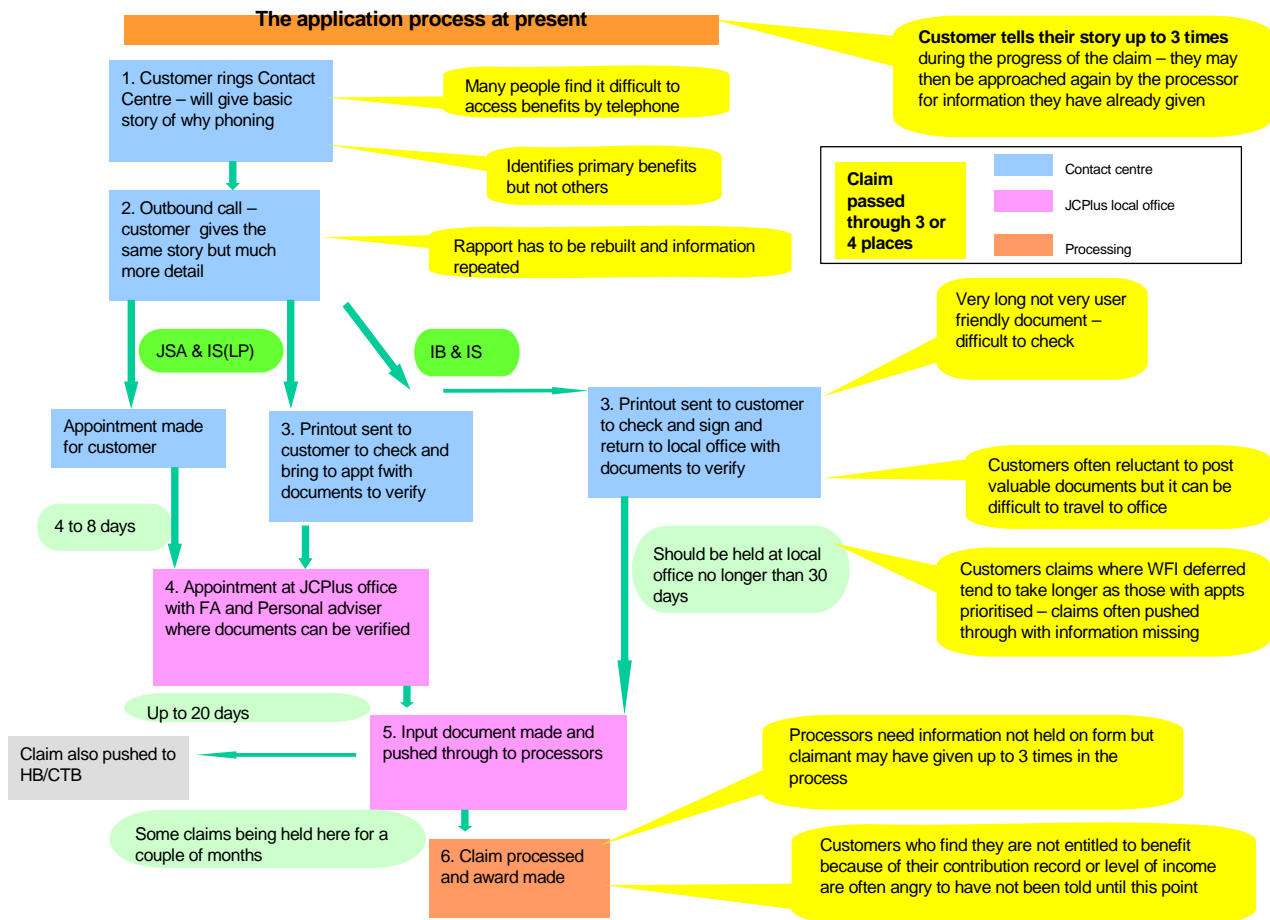 The application process at present
Customer tells their story up to 3 times
during the progress of the claim – they may
then be approached again by the processor
for information they have already given
1. Customer rings Contact
Centre – will give basic
story of why phoning
Many people find it difficult to
access benefits by telephone
Identifies primary benefits
but not others
Claim
passed
through 3 or
4 places
Contact centre
JCPlus local office
Processing
2. Outbound call –
customer gives the
same story but much
more detail
Rapport has to be rebuilt and information
repeated
Very long not very user
friendly document –
difficult to check
JSA & IS(LP)
IB & IS
Appointment made
for customer
3. Printout sent to
customer to check and
bring to appt fwith
documents to verify
3. Printout sent to customer
to check and sign and
return to local office with
documents to verify
Customers often reluctant to post
valuable documents but it can be
difficult to travel to office
4 to 8 days
Should be held at local
office no longer than 30
days
Customers claims where WFI deferred
tend to take longer as those with appts
prioritised – claims often pushed
through with information missing
4. Appointment at JCPlus office
with FA and Personal adviser
where documents can be verified
Up to 20 days
5. Input document made and
pushed through to processors
Claim also pushed to
HB/CTB
Processors need information not held on form but
claimant may have given up to 3 times in the
process
Some claims being held here for a
couple of months
6. Claim processed
and award made
Customers who find they are not entitled to benefit
because of their contribution record or level of income
are often angry to have not been told until this point